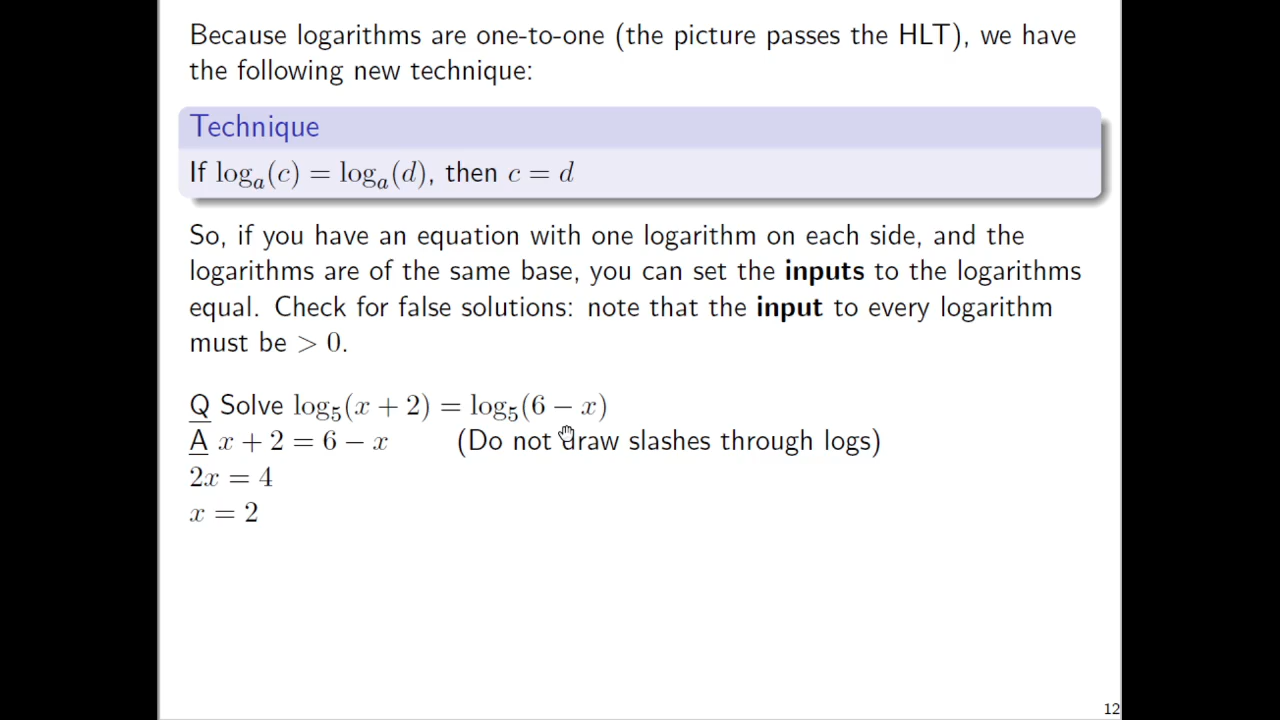 Because logarithms are one-to-one (the picture passes the HLT), we have
the following new technique:
Technique
If logₐ(c) = logₐ(d), then c = d
So, if you have an equation with one logarithm on each side, and the
logarithms are of the same base, you can set the inputs to the logarithms
equal. Check for false solutions: note that the input to every logarithm
must be > 0.
Q Solve log₅(x + 2) = log₅(6 − x)
A x + 2 = 6 − x (Do not draw slashes through logs)
2x = 4
x = 2
12